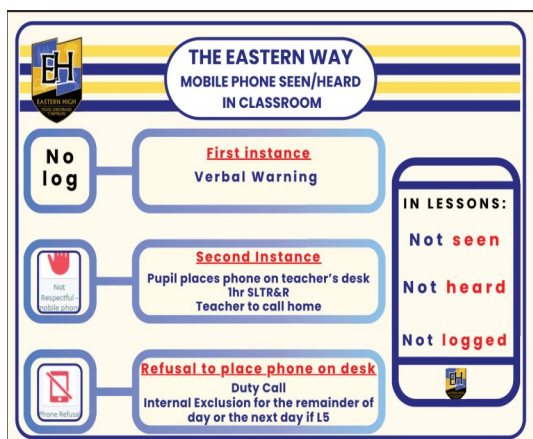 EH
EASTERN HIGH
THE EASTERN WAY
MOBILE PHONE SEEN/HEARD
IN CLASSROOM
No
log
First instance
Verbal Warning
Not
Respectful -
mobile phone
Second Instance
Pupil places phone on teacher's desk
1hr SLTR&R
Teacher to call home
Phone Refusal
Refusal to place phone on desk
Duty Call
Internal Exclusion for the remainder of
day or the next day if L5
IN LESSONS:
Not seen
Not heard
Not logged
EH